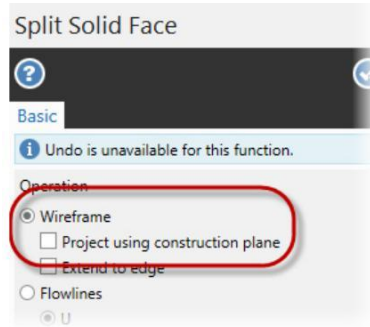 Split Solid Face
?
Basic
i Undo is unavailable for this function.
Operation
Wireframe
Project using construction plane
Extend to edge
Flowlines
U